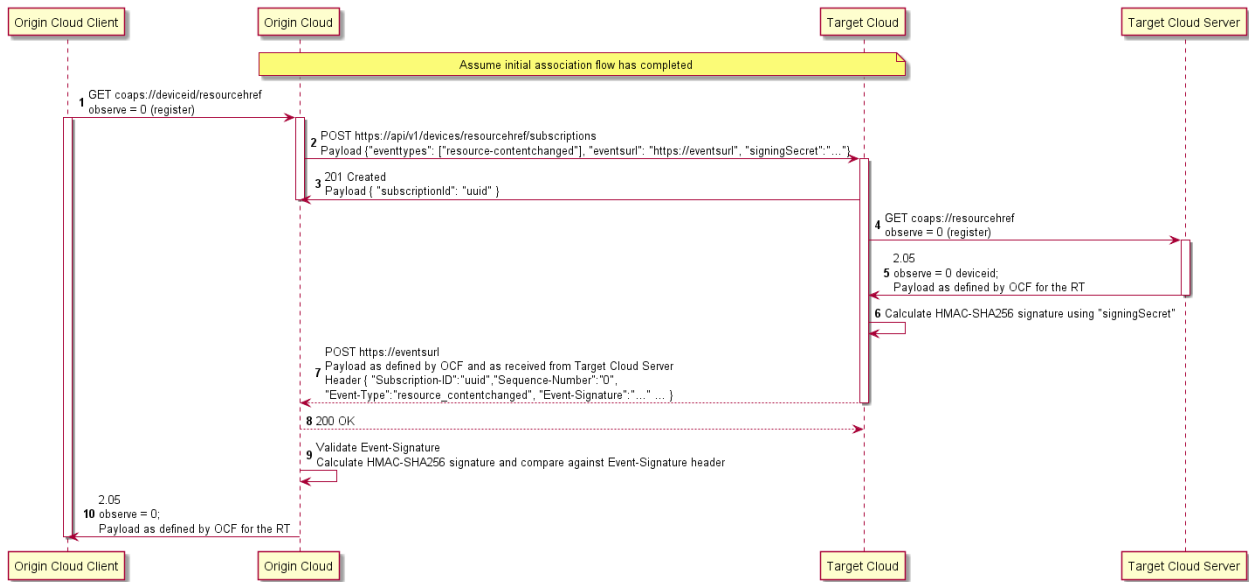 Origin Cloud Client
Origin Cloud
Target Cloud
Target Cloud Server
Assume initial association flow has completed
1 GET coaps://deviceid/resourcehref
observe = 0 (register)
2 POST https://api/v1/devices/resourcehref/subscriptions
Payload {"eventtypes": ["resource-contentchanged"], "eventsurl": "https://eventsurl", "signingSecret":"..."}
3 201 Created
Payload { "subscriptionId": "uuid" }
4 GET coaps://resourcehref
observe = 0 (register)
2.05
5 observe = 0 deviceid;
Payload as defined by OCF for the RT
6 Calculate HMAC-SHA256 signature using "signingSecret"
POST https://eventsurl
Payload as defined by OCF and as received from Target Cloud Server
7 Header { "Subscription-ID":"uuid","Sequence-Number":"0",
"Event-Type":"resource_contentchanged", "Event-Signature":"..." ... }
8 200 OK
9 Validate Event-Signature
Calculate HMAC-SHA256 signature and compare against Event-Signature header
2.05
10 observe = 0;
Payload as defined by OCF for the RT
Origin Cloud Client
Origin Cloud
Target Cloud
Target Cloud Server